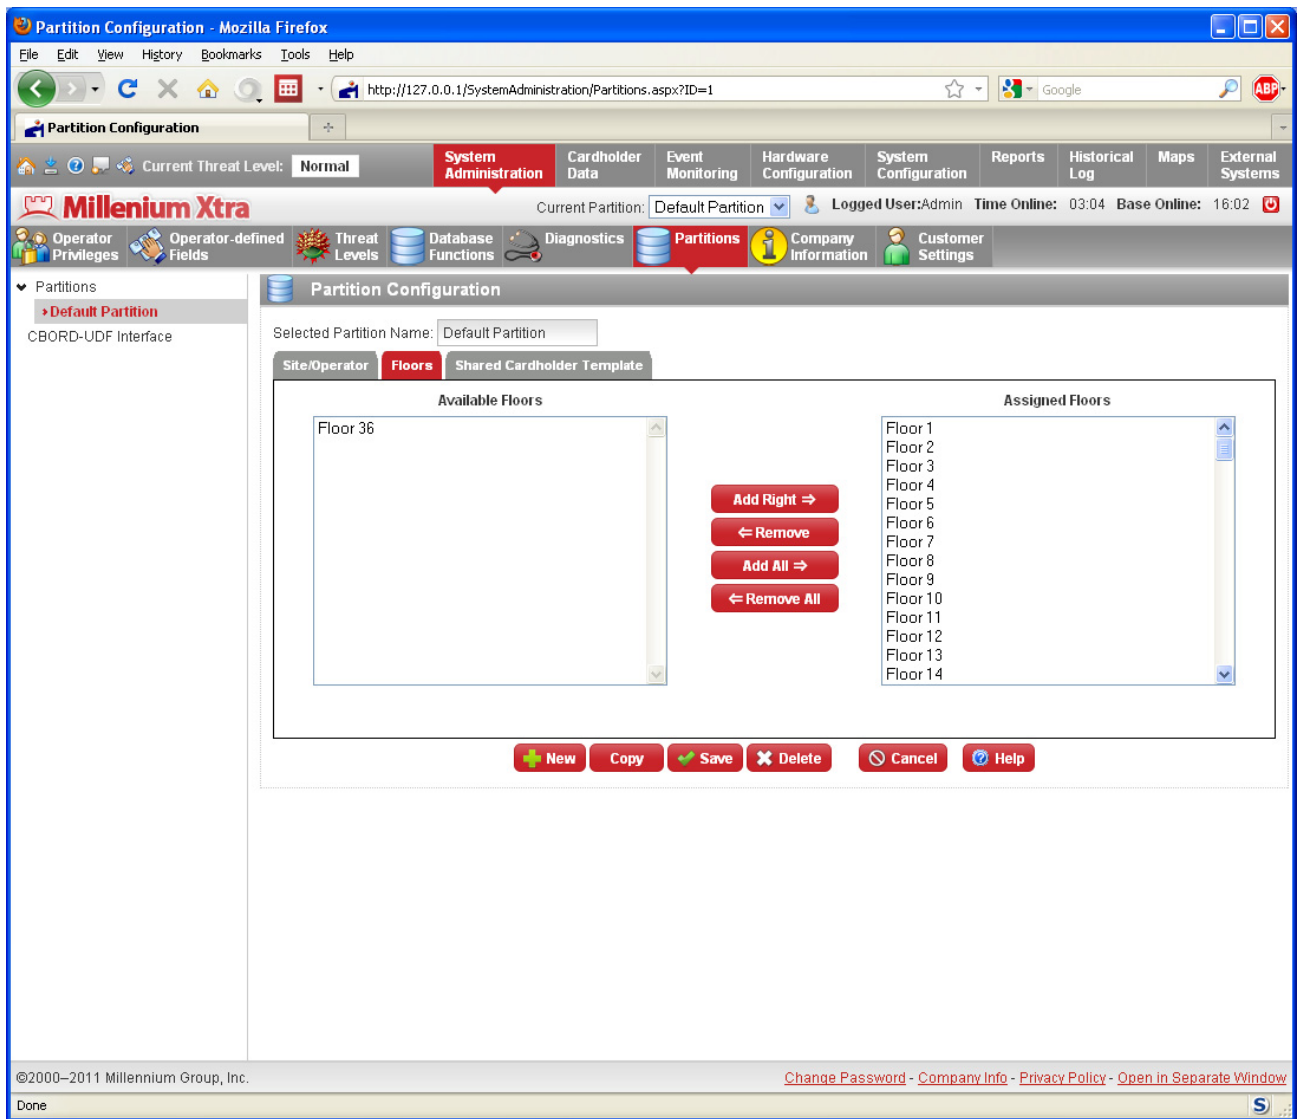 Partition Configuration - Mozilla Firefox
File Edit View History Bookmarks Tools Help
http://127.0.0.1/SystemAdministration/Partitions.aspx?ID=1
Google
ABP
Partition Configuration
Current Threat Level: Normal
System Administration
Cardholder Data
Event Monitoring
Hardware Configuration
System Configuration
Reports
Historical Log
Maps
External Systems
Millenium Xtra
Current Partition: Default Partition
Logged User:Admin Time Online: 03:04 Base Online: 16:02
Operator Privileges
Operator-defined Fields
Threat Levels
Database Functions
Diagnostics
Partitions
Company Information
Customer Settings
Partitions
Default Partition
CBORD-UDF Interface
Partition Configuration
Selected Partition Name: Default Partition
Site/Operator Floors Shared Cardholder Template
Available Floors
Floor 36
Add Right ⇒
⇐ Remove
Add All ⇒
⇐ Remove All
Assigned Floors
Floor 1
Floor 2
Floor 3
Floor 4
Floor 5
Floor 6
Floor 7
Floor 8
Floor 9
Floor 10
Floor 11
Floor 12
Floor 13
Floor 14
New Copy Save Delete Cancel Help
©2000–2011 Millennium Group, Inc.
Change Password - Company Info - Privacy Policy - Open in Separate Window
Done
S